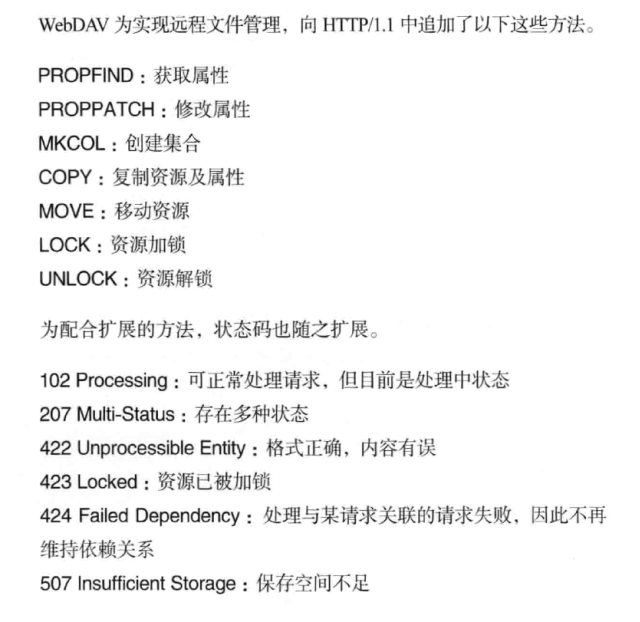 WebDAV 为实现远程文件管理，向 HTTP/1.1 中追加了以下这些方法。
PROPFIND：获取属性
PROPPATCH：修改属性
MKCOL：创建集合
COPY：复制资源及属性
MOVE：移动资源
LOCK：资源加锁
UNLOCK：资源解锁
为配合扩展的方法，状态码也随之扩展。
102 Processing：可正常处理请求，但目前是处理中状态
207 Multi-Status：存在多种状态
422 Unprocessible Entity：格式正确，内容有误
423 Locked：资源已被加锁
424 Failed Dependency：处理与某请求关联的请求失败，因此不再
维持依赖关系
507 Insufficient Storage：保存空间不足